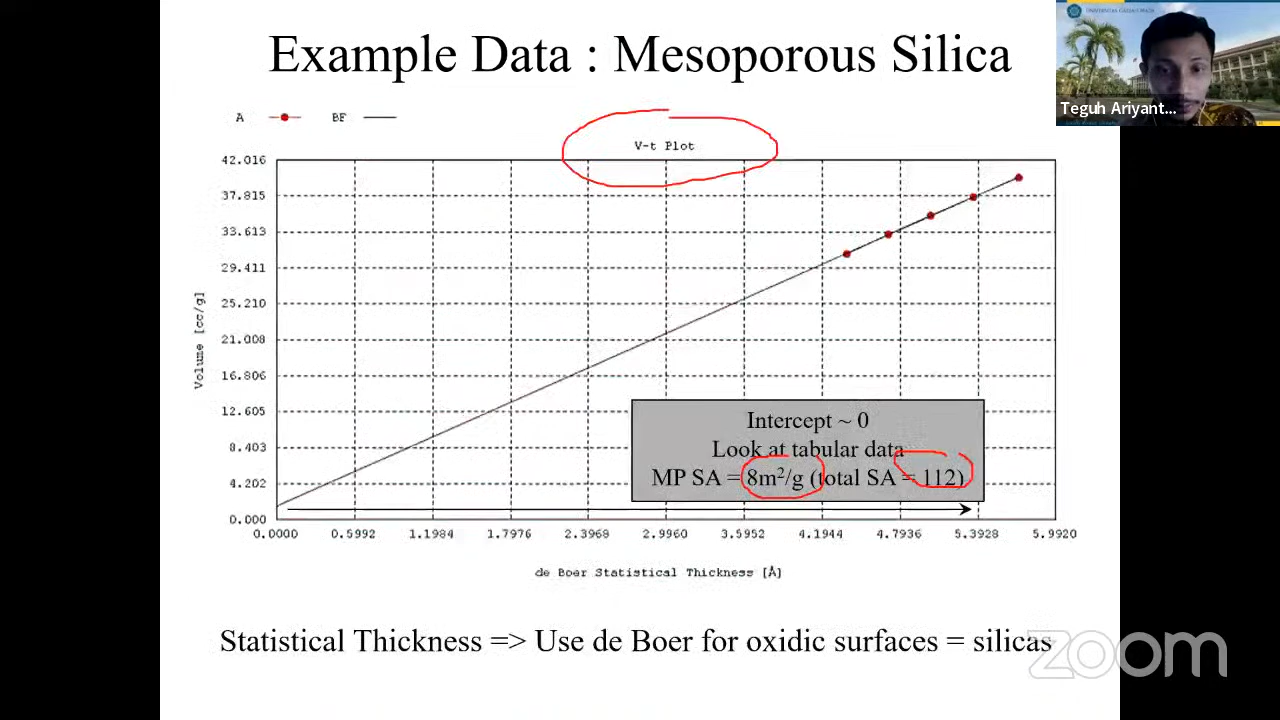 Example Data : Mesoporous Silica
Teguh Ariyant...
A BF
V-t Plot
42.016
37.815
33.613
29.411
25.210
21.008
16.806
12.605
8.403
4.202
0.000
Volume [cc/g]
Intercept ~ 0
Look at tabular data
MP SA = 8m²/g (total SA = 112)
0.0000 0.5992 1.1984 1.7976 2.3968 2.9960 3.5952 4.1944 4.7936 5.3928 5.9920
de Boer Statistical Thickness [Å]
Statistical Thickness => Use de Boer for oxidic surfaces = silicas
zoom